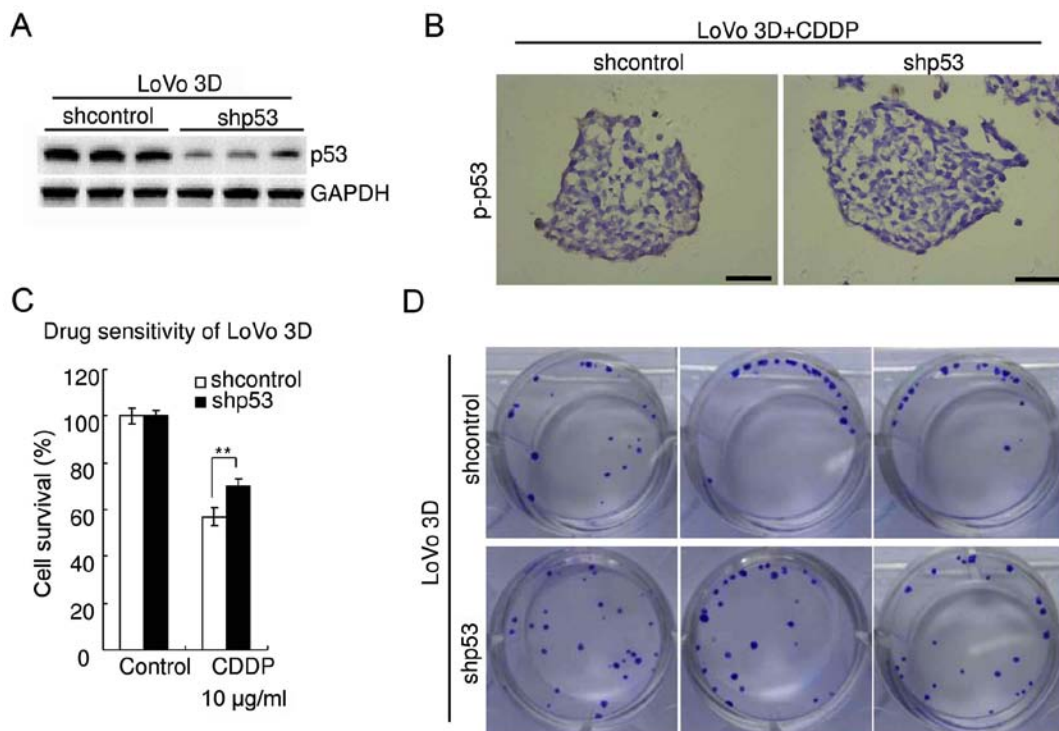 A
LoVo 3D
shcontrol shp53
p53
GAPDH
B
LoVo 3D+CDDP
shcontrol shp53
p-p53
C
Drug sensitivity of LoVo 3D
Cell survival (%)
120
100
80
60
40
20
0
shcontrol
shp53
**
Control CDDP
10 µg/ml
D
LoVo 3D
shcontrol
shp53